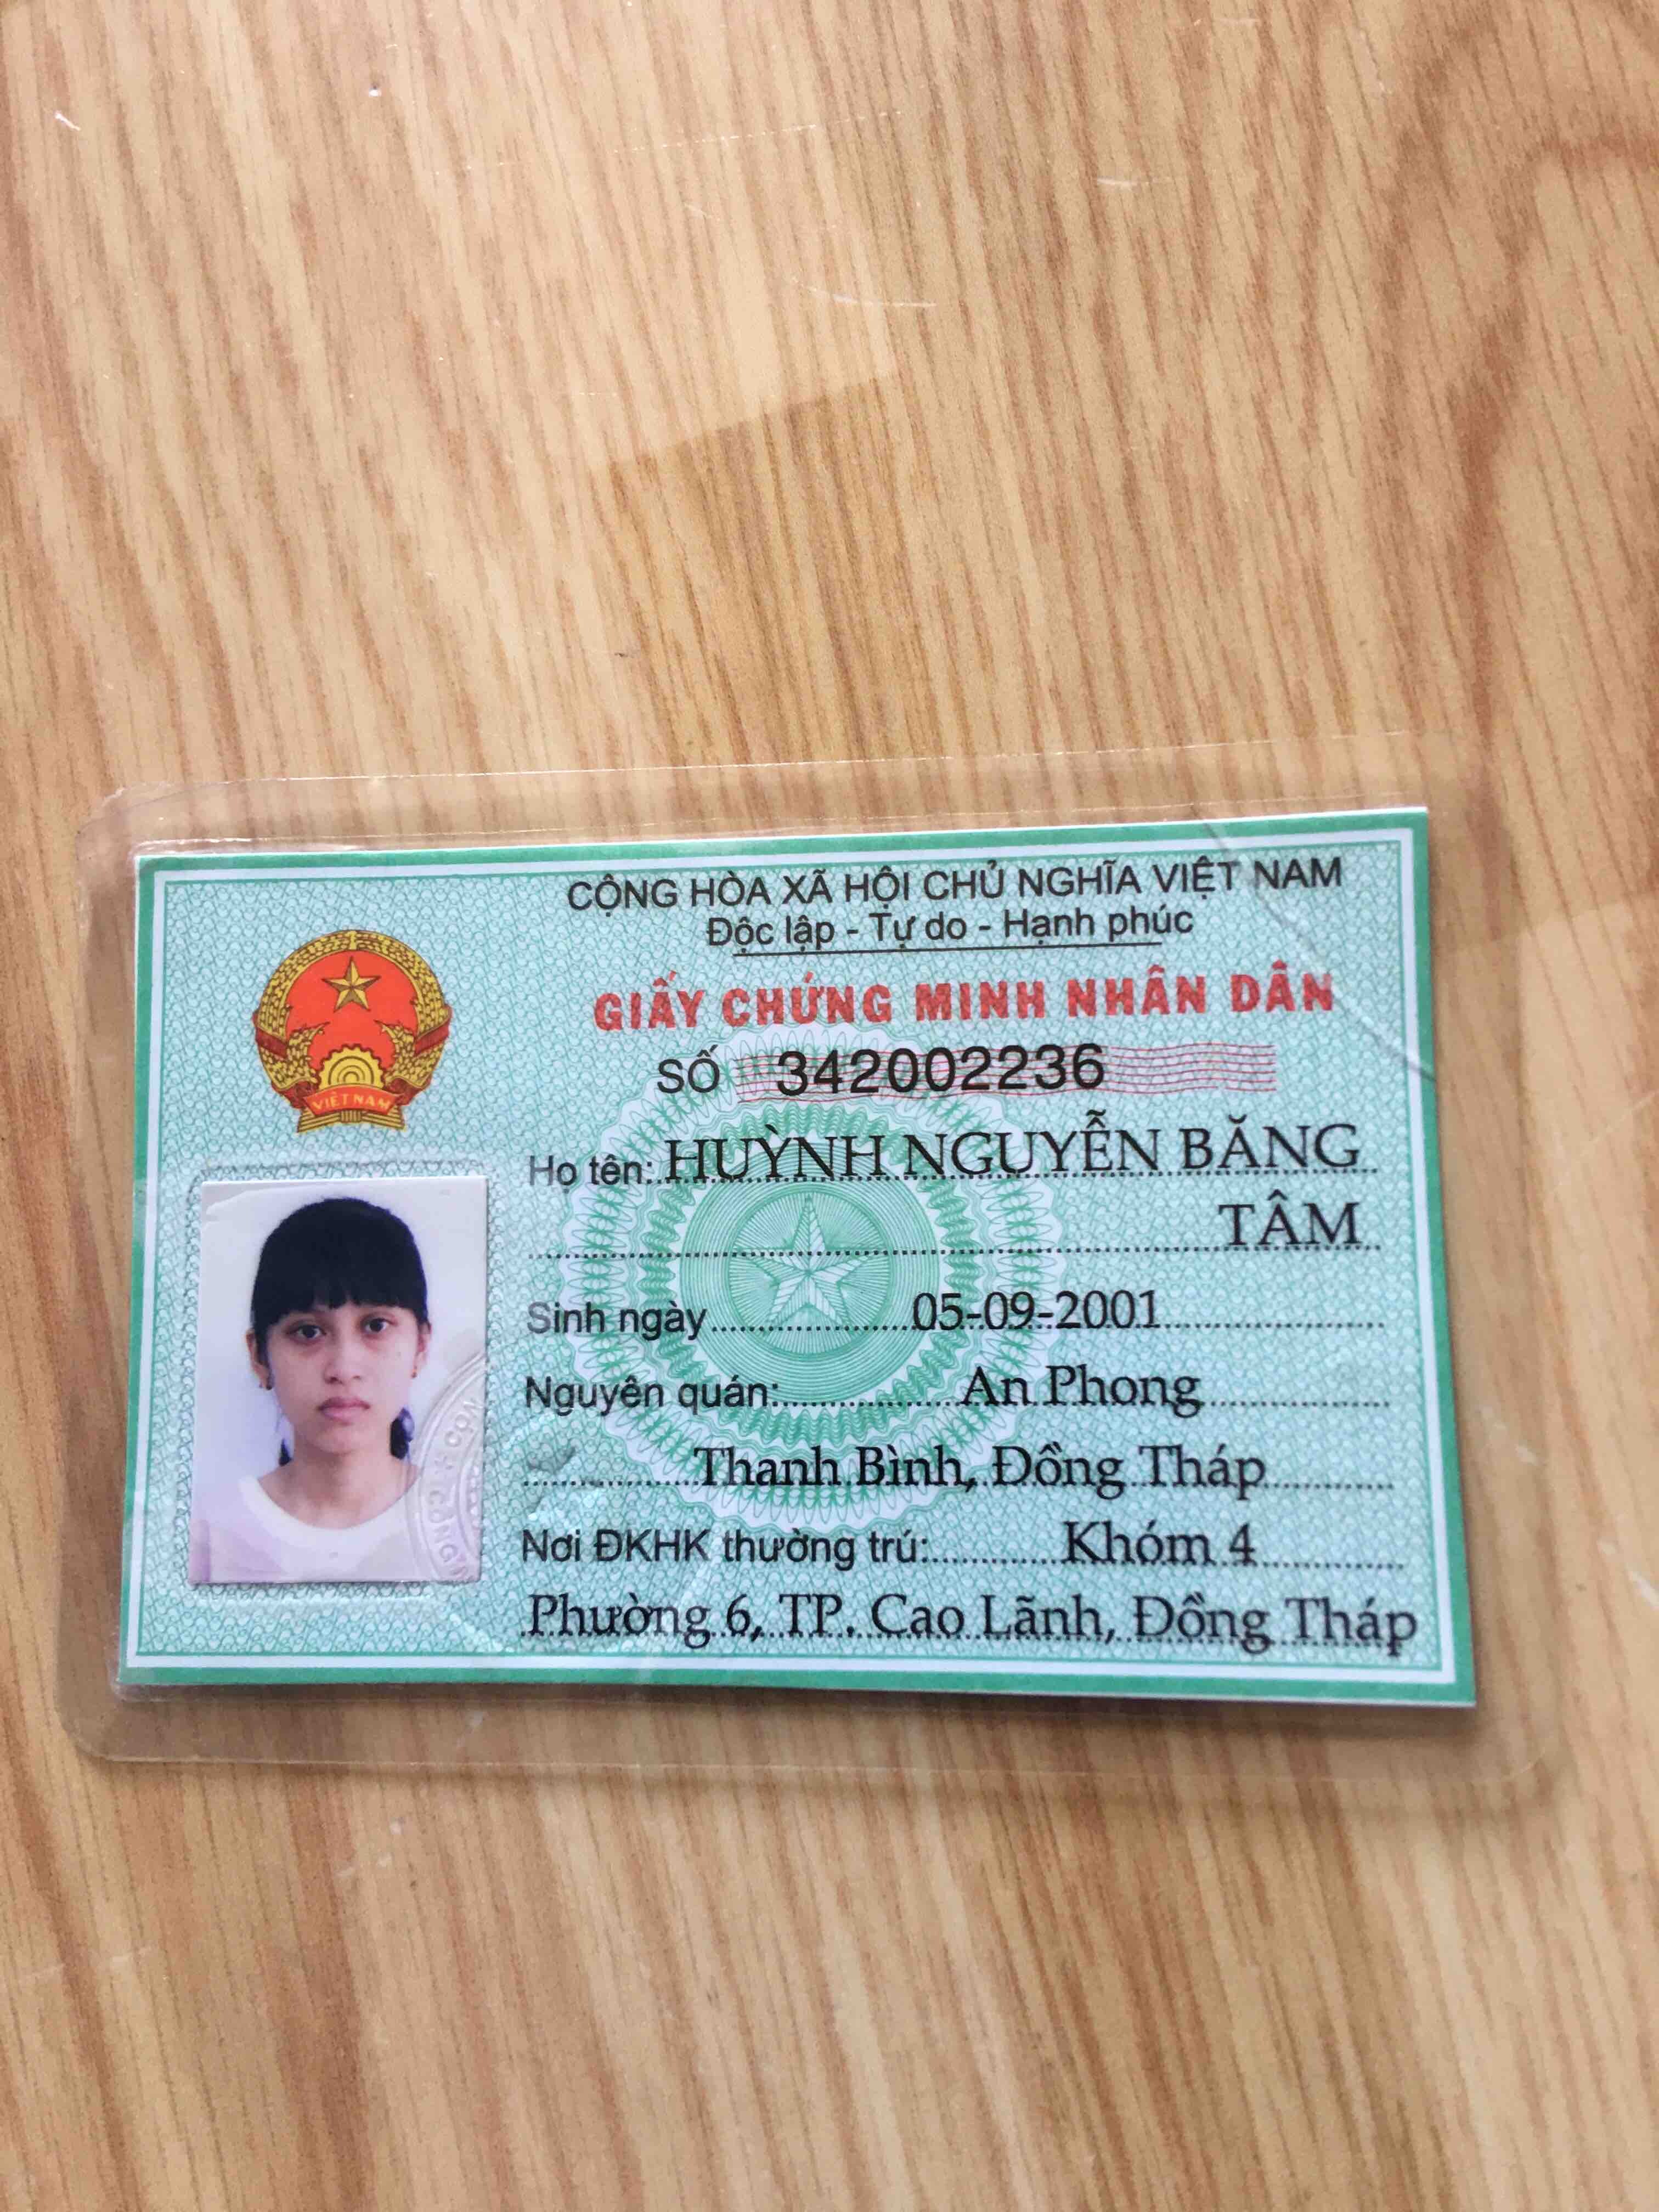 CỘNG HÒA XÃ HỘI CHỦ NGHĨA VIỆT NAM
Độc lập - Tự do - Hạnh phúc
GIẤY CHỨNG MINH NHÂN DÂN
SỐ 342002236
Họ tên: HUỲNH NGUYỄN BĂNG
TÂM
Sinh ngày 05-09-2001
Nguyên quán: An Phong
Thanh Bình, Đồng Tháp
Nơi ĐKHK thường trú: Khóm 4
Phường 6, TP. Cao Lãnh, Đồng Tháp
VIỆT NAM